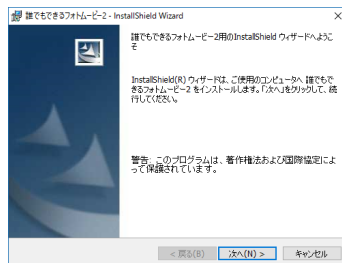 誰でもできるフォトムービー2 - InstallShield Wizard
誰でもできるフォトムービー2用のInstallShield ウィザードへようこ
そ
InstallShield(R) ウィザードは、ご使用のコンピュータへ 誰でもで
きるフォトムービー2 をインストールします。「次へ」をクリックして、続
行してください。
警告: このプログラムは、著作権法および国際協定によ
って保護されています。
< 戻る(B)
次へ(N) >
キャンセル